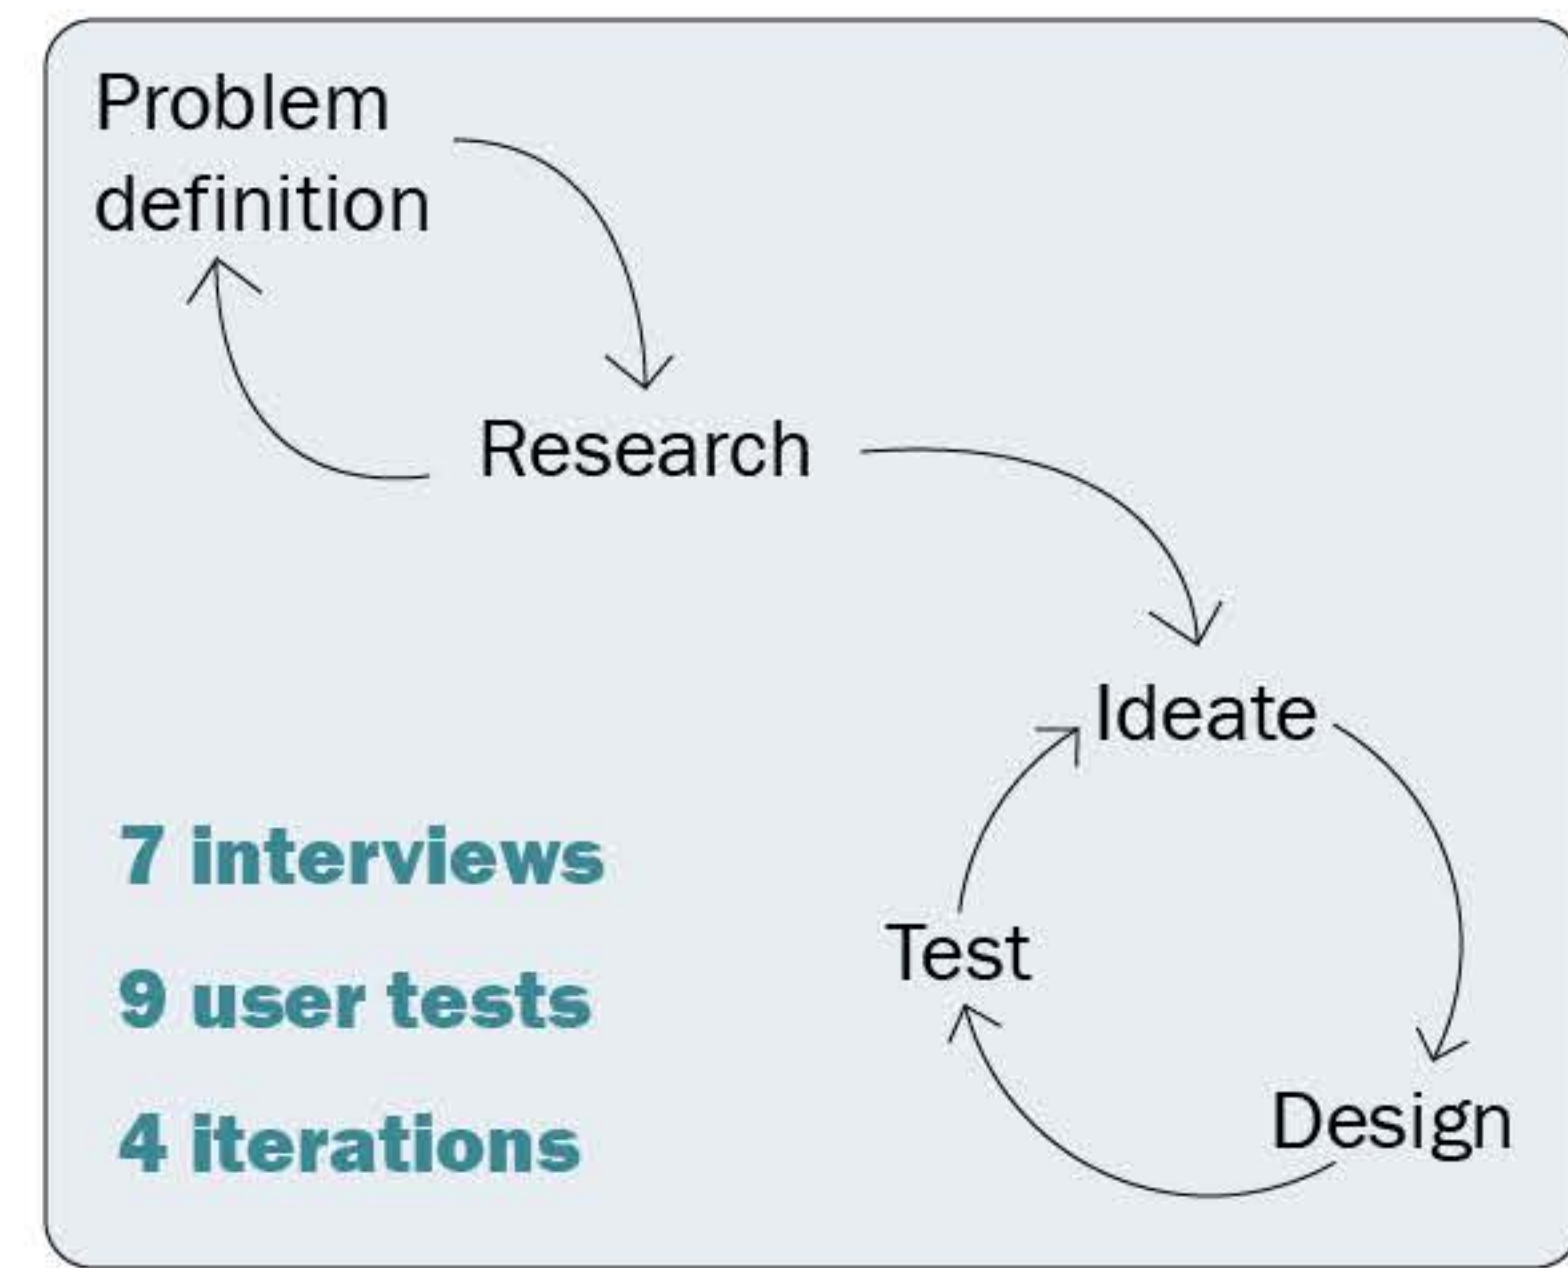 Problem
definition
Research
Ideate
Test
Design
7 interviews
9 user tests
4 iterations